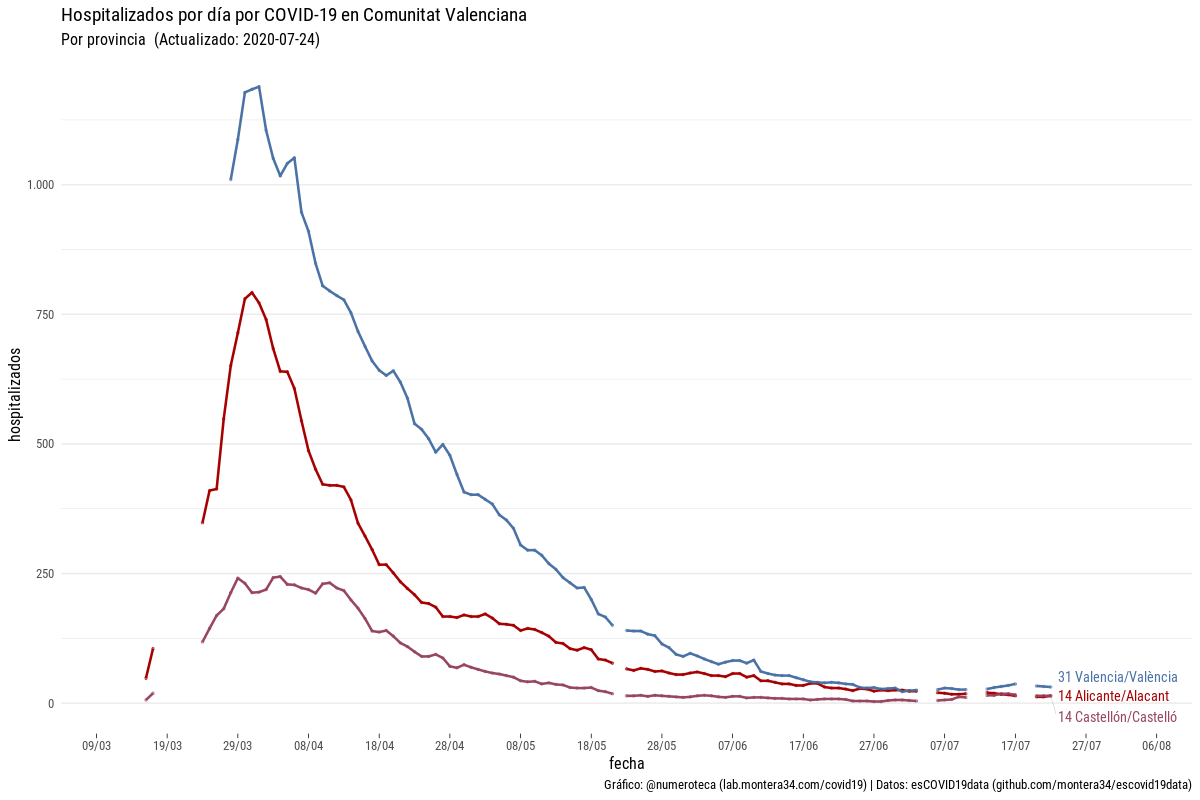 Hospitalizados por día por COVID-19 en Comunitat Valenciana
Por provincia (Actualizado: 2020-07-24)
hospitalizados
1.000
750
500
250
0
31 Valencia/València
14 Alicante/Alacant
14 Castellón/Castelló
09/03 19/03 29/03 08/04 18/04 28/04 08/05 18/05 28/05 07/06 17/06 27/06 07/07 17/07 27/07 06/08
fecha
Gráfico: @numeroteca (lab.montera34.com/covid19) | Datos: esCOVID19data (github.com/montera34/escovid19data)